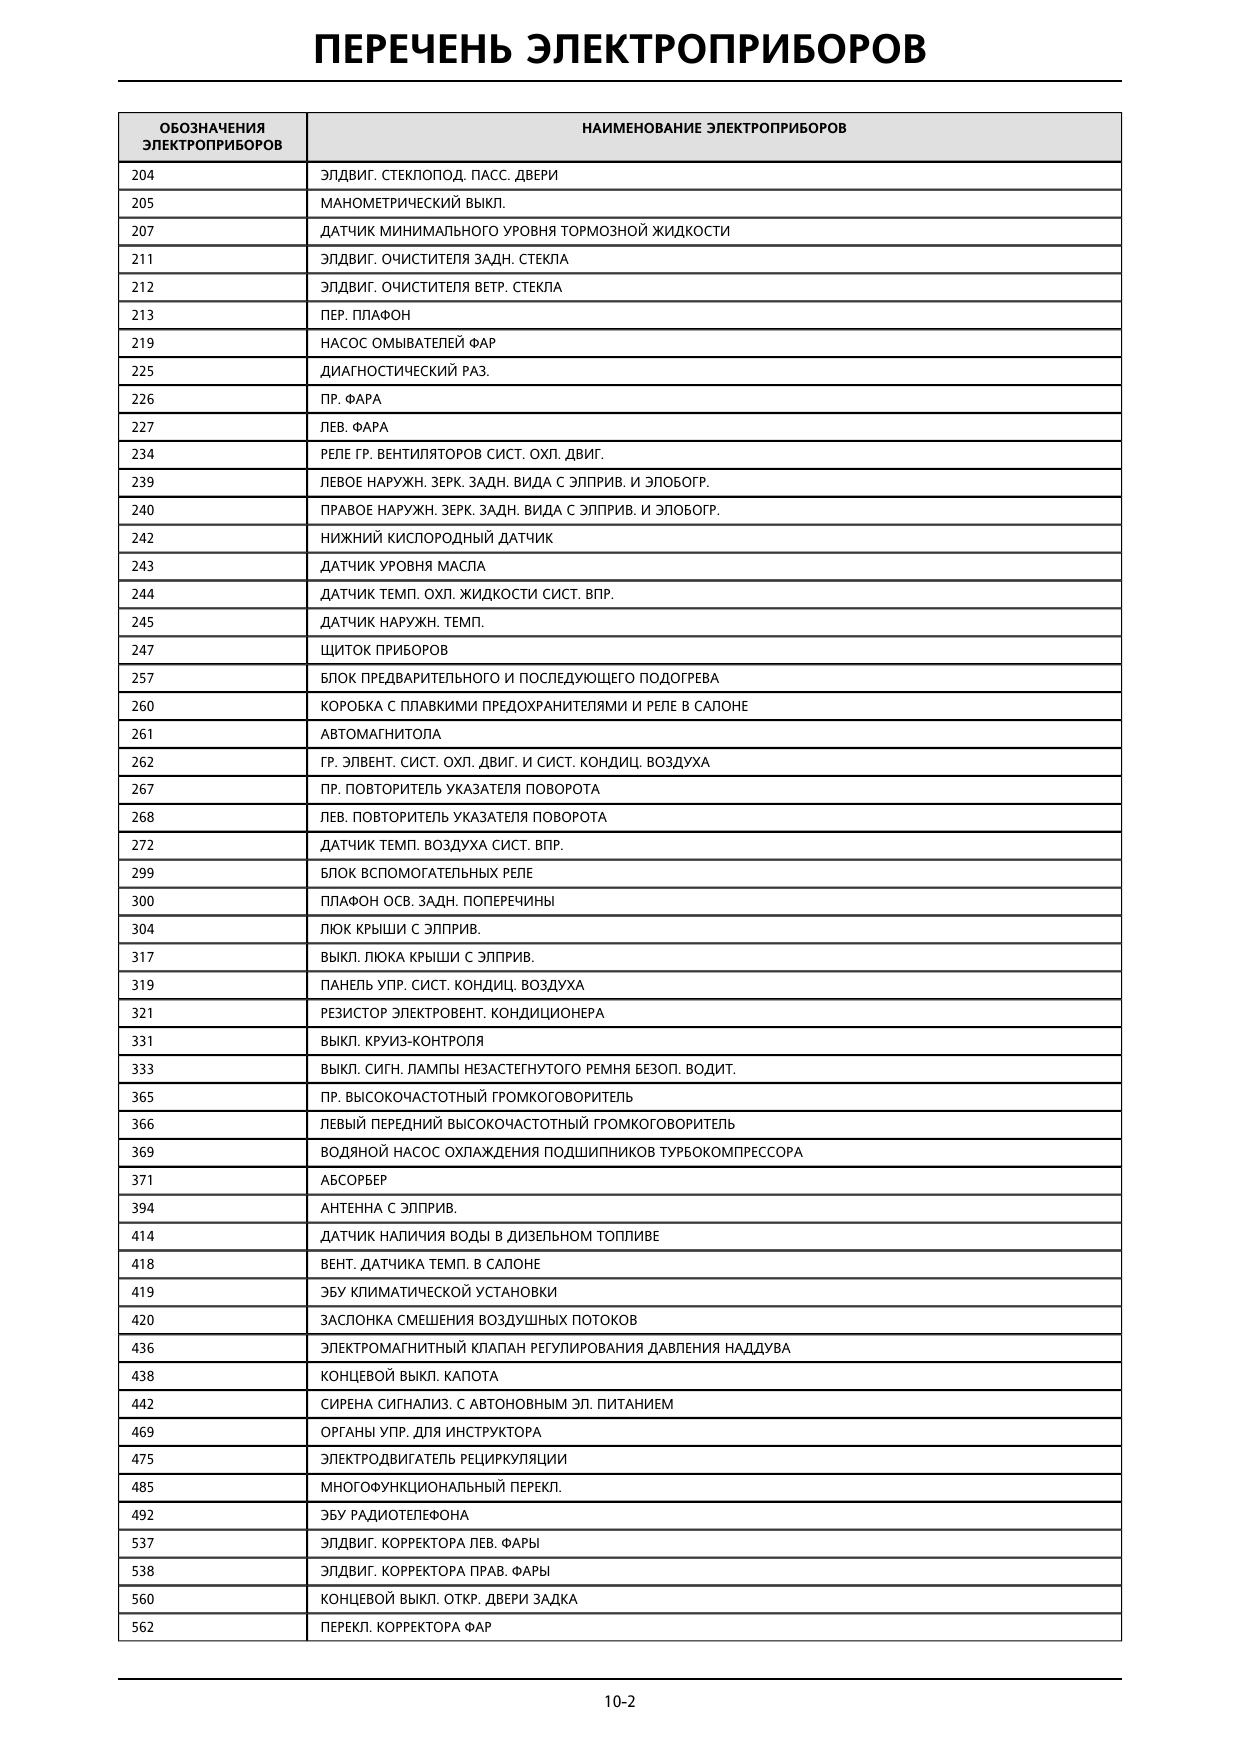 ПЕРЕЧЕНЬ ЭЛЕКТРОПРИБОРОВ
ОБОЗНАЧЕНИЯ ЭЛЕКТРОПРИБОРОВ НАИМЕНОВАНИЕ ЭЛЕКТРОПРИБОРОВ
204 ЭЛДВИГ. СТЕКЛОПОД. ПАСС. ДВЕРИ
205 МАНОМЕТРИЧЕСКИЙ ВЫКЛ.
207 ДАТЧИК МИНИМАЛЬНОГО УРОВНЯ ТОРМОЗНОЙ ЖИДКОСТИ
211 ЭЛДВИГ. ОЧИСТИТЕЛЯ ЗАДН. СТЕКЛА
212 ЭЛДВИГ. ОЧИСТИТЕЛЯ ВЕТР. СТЕКЛА
213 ПЕР. ПЛАФОН
219 НАСОС ОМЫВАТЕЛЕЙ ФАР
225 ДИАГНОСТИЧЕСКИЙ РАЗ.
226 ПР. ФАРА
227 ЛЕВ. ФАРА
234 РЕЛЕ ГР. ВЕНТИЛЯТОРОВ СИСТ. ОХЛ. ДВИГ.
239 ЛЕВОЕ НАРУЖН. ЗЕРК. ЗАДН. ВИДА С ЭЛПРИВ. И ЭЛОБОГР.
240 ПРАВОЕ НАРУЖН. ЗЕРК. ЗАДН. ВИДА С ЭЛПРИВ. И ЭЛОБОГР.
242 НИЖНИЙ КИСЛОРОДНЫЙ ДАТЧИК
243 ДАТЧИК УРОВНЯ МАСЛА
244 ДАТЧИК ТЕМП. ОХЛ. ЖИДКОСТИ СИСТ. ВПР.
245 ДАТЧИК НАРУЖН. ТЕМП.
247 ЩИТОК ПРИБОРОВ
257 БЛОК ПРЕДВАРИТЕЛЬНОГО И ПОСЛЕДУЮЩЕГО ПОДОГРЕВА
260 КОРОБКА С ПЛАВКИМИ ПРЕДОХРАНИТЕЛЯМИ И РЕЛЕ В САЛОНЕ
261 АВТОМАГНИТОЛА
262 ГР. ЭЛВЕНТ. СИСТ. ОХЛ. ДВИГ. И СИСТ. КОНДИЦ. ВОЗДУХА
267 ПР. ПОВТОРИТЕЛЬ УКАЗАТЕЛЯ ПОВОРОТА
268 ЛЕВ. ПОВТОРИТЕЛЬ УКАЗАТЕЛЯ ПОВОРОТА
272 ДАТЧИК ТЕМП. ВОЗДУХА СИСТ. ВПР.
299 БЛОК ВСПОМОГАТЕЛЬНЫХ РЕЛЕ
300 ПЛАФОН ОСВ. ЗАДН. ПОПЕРЕЧИНЫ
304 ЛЮК КРЫШИ С ЭЛПРИВ.
317 ВЫКЛ. ЛЮКА КРЫШИ С ЭЛПРИВ.
319 ПАНЕЛЬ УПР. СИСТ. КОНДИЦ. ВОЗДУХА
321 РЕЗИСТОР ЭЛЕКТРОВЕНТ. КОНДИЦИОНЕРА
331 ВЫКЛ. КРУИЗ-КОНТРОЛЯ
333 ВЫКЛ. СИГН. ЛАМПЫ НЕЗАСТЕГНУТОГО РЕМНЯ БЕЗОП. ВОДИТ.
365 ПР. ВЫСОКОЧАСТОТНЫЙ ГРОМКОГОВОРИТЕЛЬ
366 ЛЕВЫЙ ПЕРЕДНИЙ ВЫСОКОЧАСТОТНЫЙ ГРОМКОГОВОРИТЕЛЬ
369 ВОДЯНОЙ НАСОС ОХЛАЖДЕНИЯ ПОДШИПНИКОВ ТУРБОКОМПРЕССОРА
371 АБСОРБЕР
394 АНТЕННА С ЭЛПРИВ.
414 ДАТЧИК НАЛИЧИЯ ВОДЫ В ДИЗЕЛЬНОМ ТОПЛИВЕ
418 ВЕНТ. ДАТЧИКА ТЕМП. В САЛОНЕ
419 ЭБУ КЛИМАТИЧЕСКОЙ УСТАНОВКИ
420 ЗАСЛОНКА СМЕШЕНИЯ ВОЗДУШНЫХ ПОТОКОВ
436 ЭЛЕКТРОМАГНИТНЫЙ КЛАПАН РЕГУЛИРОВАНИЯ ДАВЛЕНИЯ НАДДУВА
438 КОНЦЕВОЙ ВЫКЛ. КАПОТА
442 СИРЕНА СИГНАЛИЗ. С АВТОНОВНЫМ ЭЛ. ПИТАНИЕМ
469 ОРГАНЫ УПР. ДЛЯ ИНСТРУКТОРА
475 ЭЛЕКТРОДВИГАТЕЛЬ РЕЦИРКУЛЯЦИИ
485 МНОГОФУНКЦИОНАЛЬНЫЙ ПЕРЕКЛ.
492 ЭБУ РАДИОТЕЛЕФОНА
537 ЭЛДВИГ. КОРРЕКТОРА ЛЕВ. ФАРЫ
538 ЭЛДВИГ. КОРРЕКТОРА ПРАВ. ФАРЫ
560 КОНЦЕВОЙ ВЫКЛ. ОТКР. ДВЕРИ ЗАДКА
562 ПЕРЕКЛ. КОРРЕКТОРА ФАР
10-2